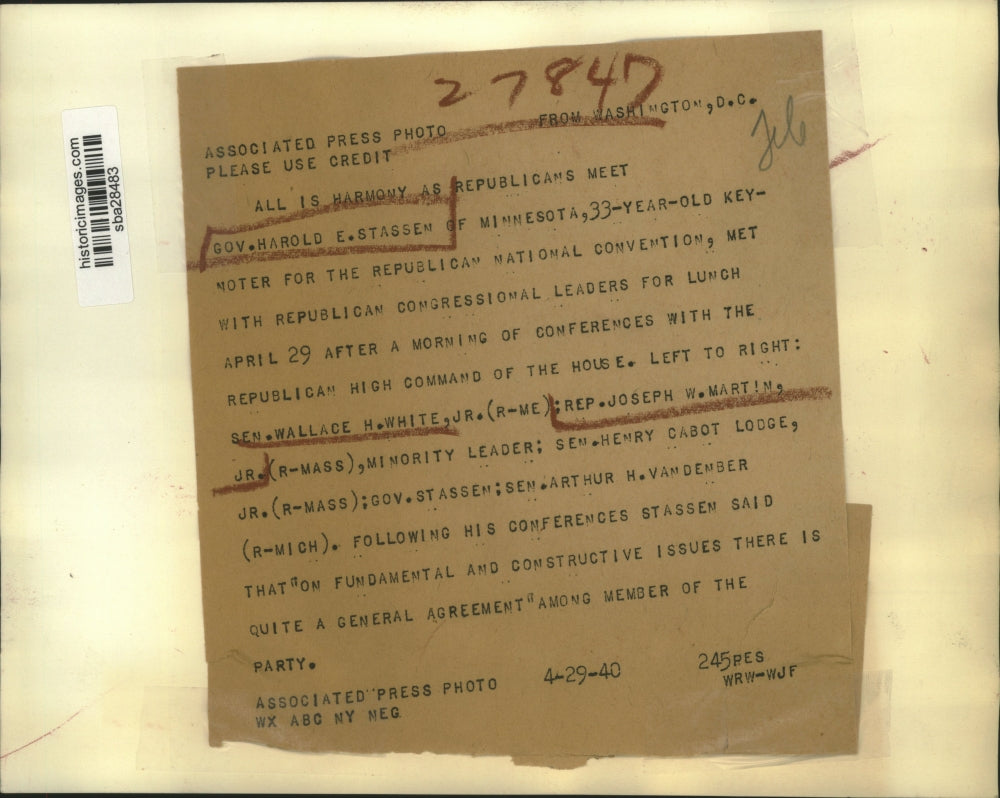 27847
ASSOCIATED PRESS PHOTO FROM WASHINGTON,D.C.
PLEASE USE CREDIT
ALL IS HARMONY AS REPUBLICANS MEET
GOV.HAROLD E.STASSEN OF MINNESOTA,33-YEAR-OLD KEY-
NOTER FOR THE REPUBLICAN NATIONAL CONVENTION, MET
WITH REPUBLICAN CONGRESSIONAL LEADERS FOR LUNCH
APRIL 29 AFTER A MORNING OF CONFERENCES WITH THE
REPUBLICAN HIGH COMMAND OF THE HOUSE. LEFT TO RIGHT:
SEN.WALLACE H.WHITE,JR.(R-ME);REP.JOSEPH W.MARTIN,
JR.(R-MASS),MINORITY LEADER; SEN.HENRY CABOT LODGE,
JR.(R-MASS);GOV.STASSEN;SEN.ARTHUR H.VANDENBER
(R-MICH). FOLLOWING HIS CONFERENCES STASSEN SAID
THAT"ON FUNDAMENTAL AND CONSTRUCTIVE ISSUES THERE IS
QUITE A GENERAL AGREEMENT"AMONG MEMBER OF THE
PARTY.
ASSOCIATED PRESS PHOTO 4-29-40 245PES
WX ABC NY NEG WRW-WJF
historicimages.com
sba28483